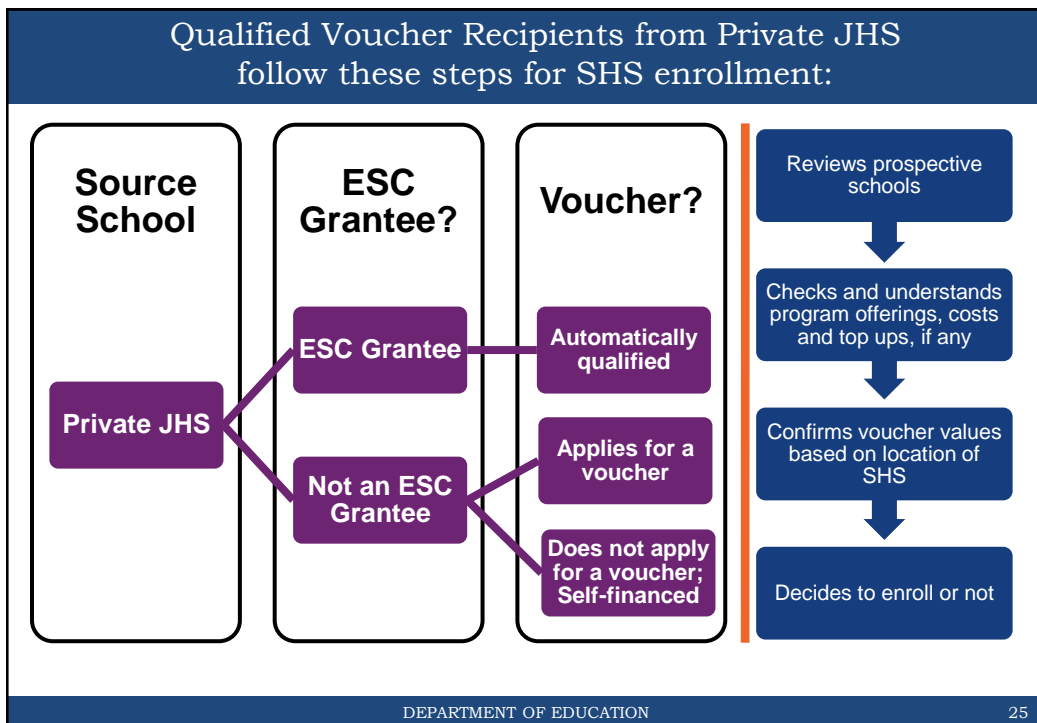 Qualified Voucher Recipients from Private JHS
follow these steps for SHS enrollment:
Source
School
Private JHS
ESC
Grantee?
ESC Grantee
Not an ESC
Grantee
Voucher?
Automatically
qualified
Applies for a
voucher
Does not apply
for a voucher;
Self-financed
Reviews prospective
schools
Checks and understands
program offerings, costs
and top ups, if any
Confirms voucher values
based on location of
SHS
Decides to enroll or not
DEPARTMENT OF EDUCATION
25